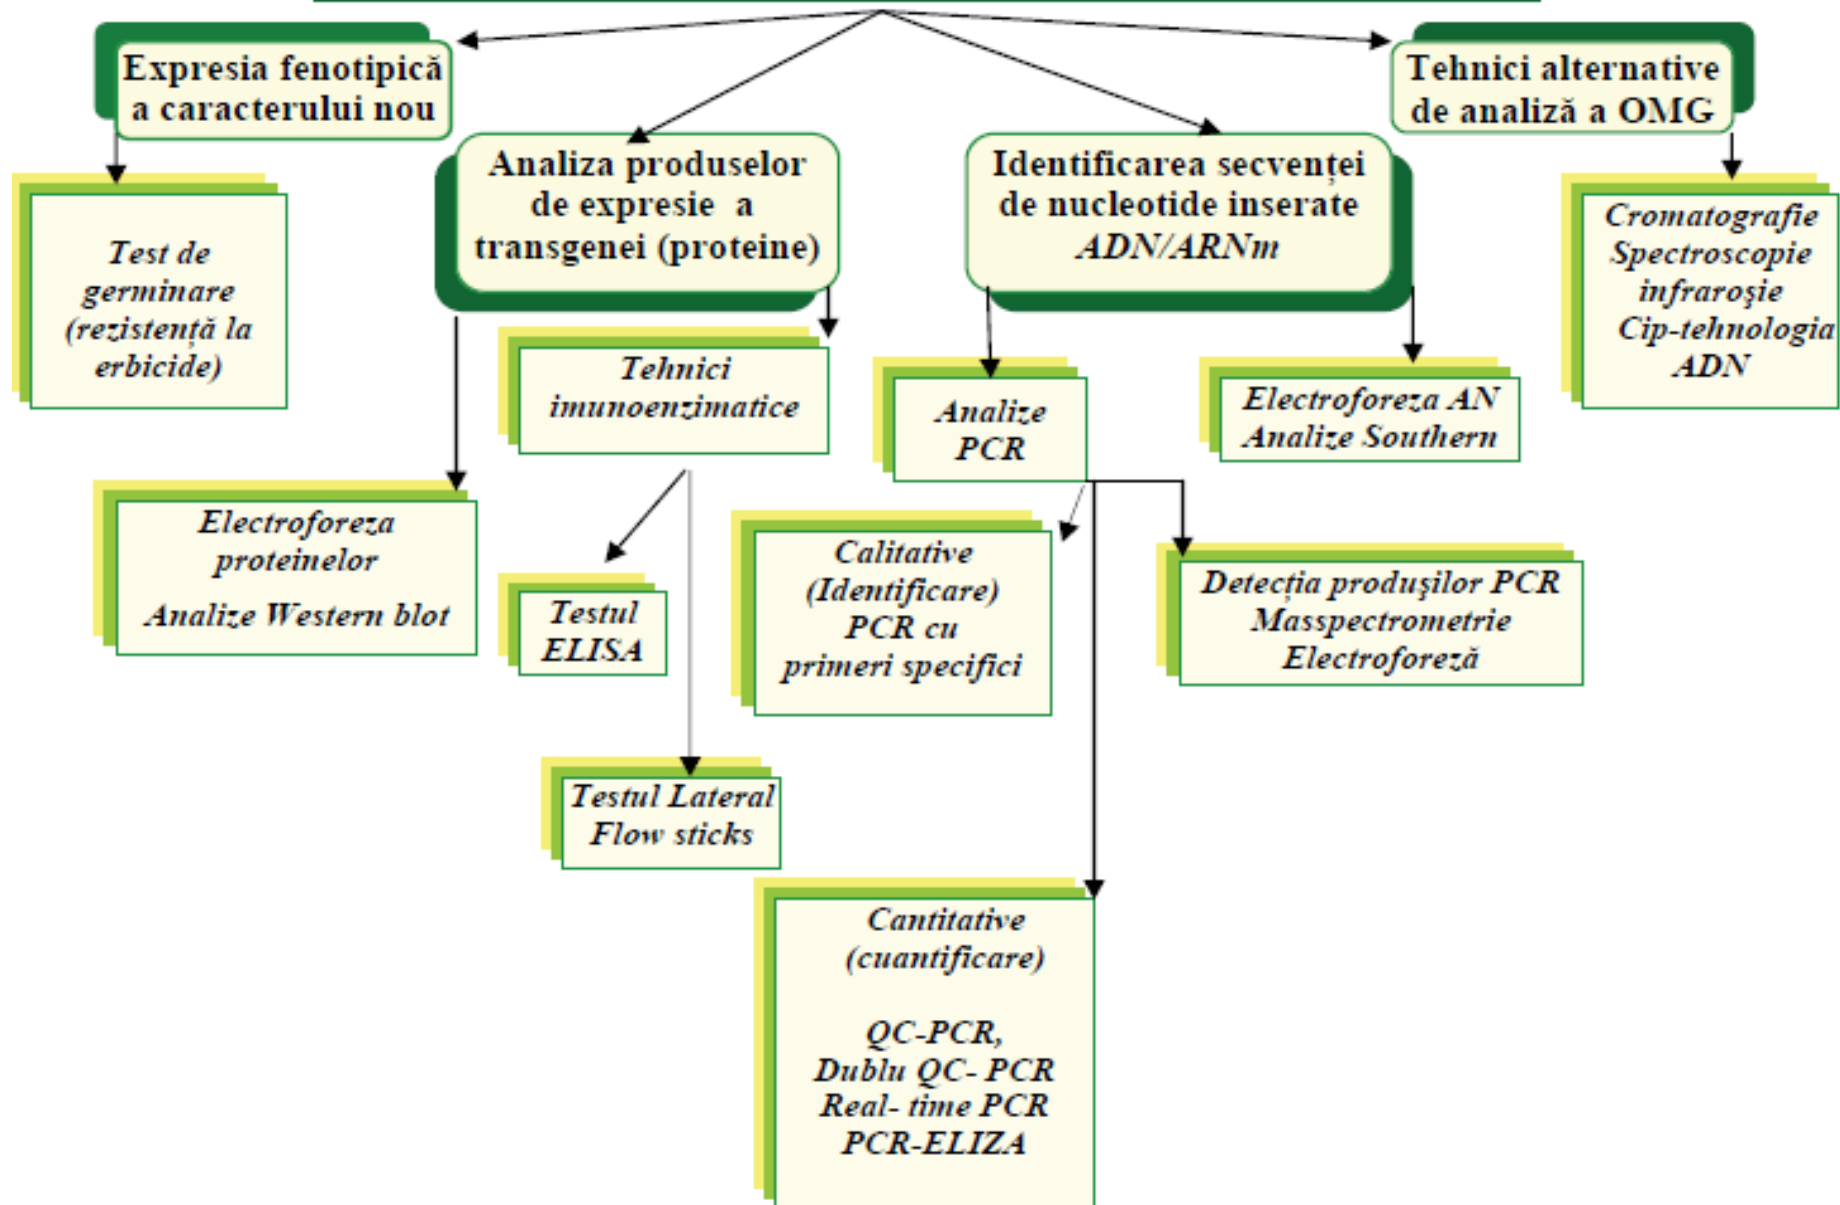 Expresia fenotipică
a caracterului nou
Tehnici alternative
de analiză a OMG
Analiza produselor
de expresie a
transgenei (proteine)
Identificarea secvenței
de nucleotide inserate
ADN/ARNm
Test de
germinare
(rezistență la
erbicide)
Cromatografie
Spectroscopie
infraroşie
Cip-tehnologia
ADN
Tehnici
imunoenzimatice
Analize
PCR
Electroforeza AN
Analize Southern
Electroforeza
proteinelor
Analize Western blot
Testul
ELISA
Calitative
(Identificare)
PCR cu
primeri specifici
Detecția produşilor PCR
Masspectrometrie
Electroforeză
Testul Lateral
Flow sticks
Cantitative
(cuantificare)
QC-PCR,
Dublu QC- PCR
Real- time PCR
PCR-ELIZA